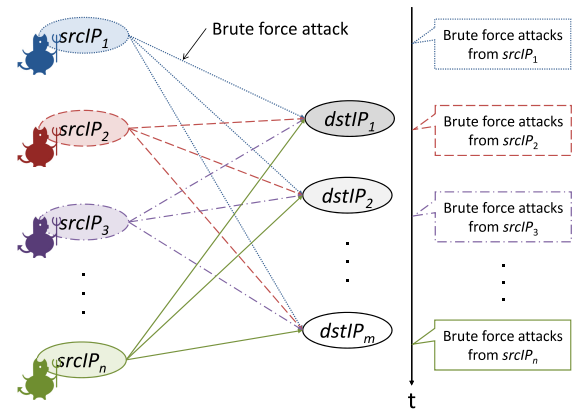 Brute force attack
srcIP1
srcIP2
srcIP3
srcIPn
dstIP1
dstIP2
dstIPm
Brute force attacks
from srcIP1
Brute force attacks
from srcIP2
Brute force attacks
from srcIP3
Brute force attacks
from srcIPn
t